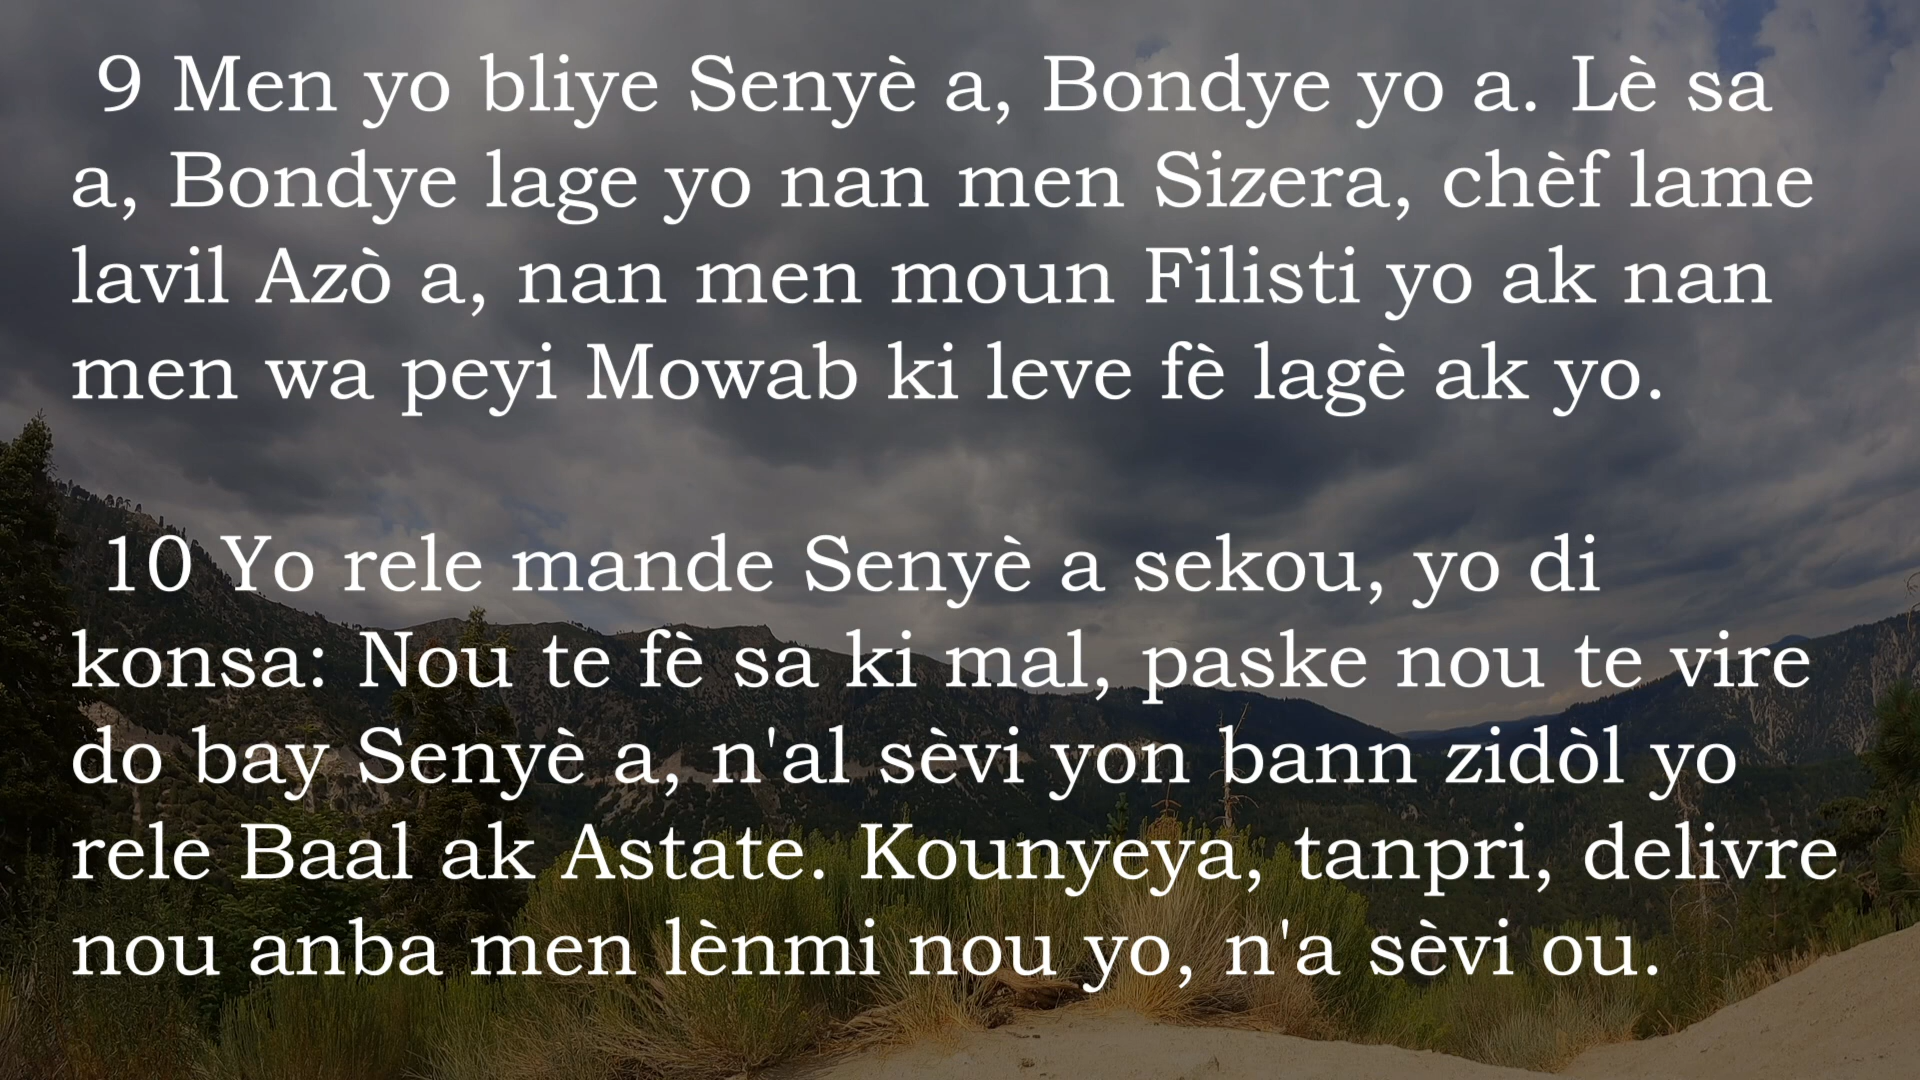 9 Men yo bliye Senyè a, Bondye yo a. Lè sa
a, Bondye lage yo nan men Sizera, chèf lame
lavil Azò a, nan men moun Filisti yo ak nan
men wa peyi Mowab ki leve fè lagè ak yo.
10 Yo rele mande Senyè a sekou, yo di
konsa: Nou te fè sa ki mal, paske nou te vire
do bay Senyè a, n'al sèvi yon bann zidòl yo
rele Baal ak Astate. Kounyeya, tanpri, delivre
nou anba men lènmi nou yo, n'a sèvi ou.